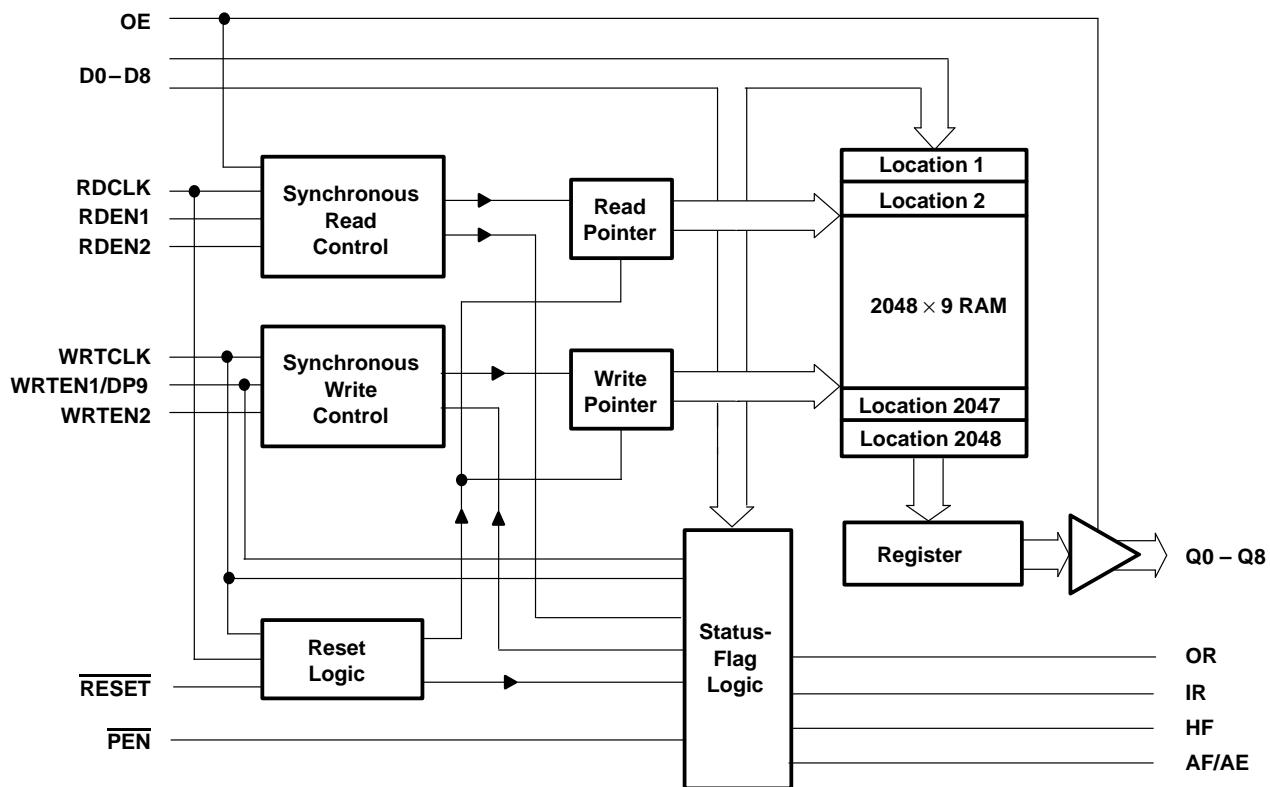 OE
D0–D8
RDCLK
RDEN1
RDEN2
Synchronous
Read
Control
Read
Pointer
Location 1
Location 2
2048 × 9 RAM
Location 2047
Location 2048
WRTCLK
WRTEN1/DP9
WRTEN2
Synchronous
Write
Control
Write
Pointer
Register
Q0 – Q8
Reset
Logic
Status-
Flag
Logic
RESET
PEN
OR
IR
HF
AF/AE